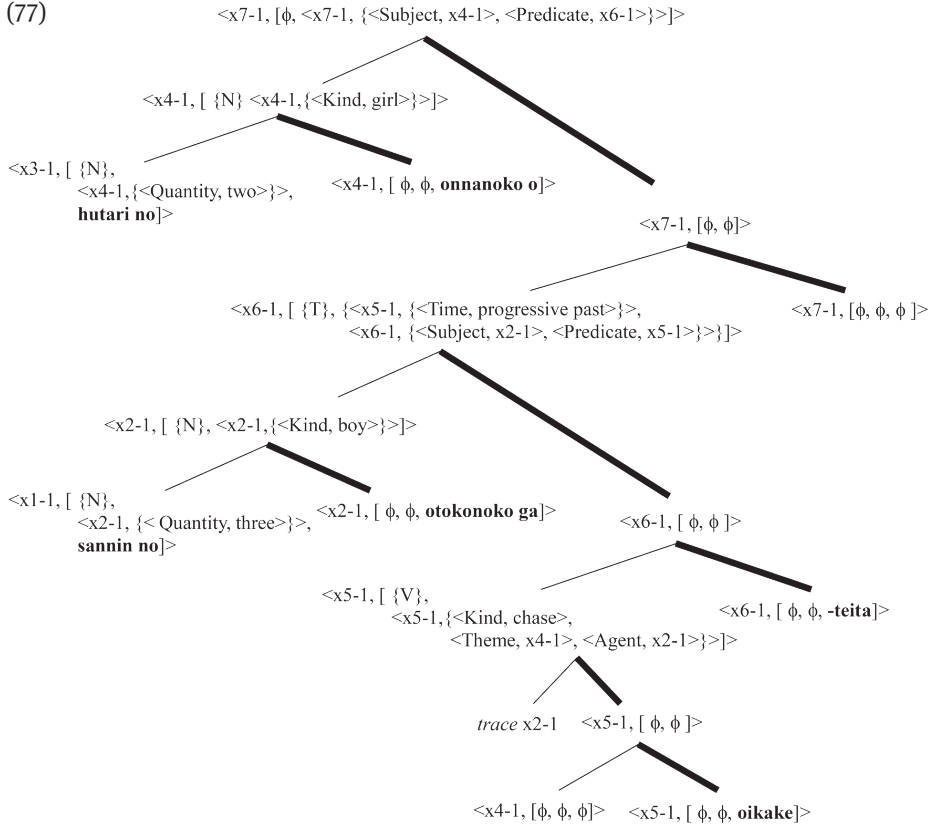 (77)
<x7-1, [ϕ, <x7-1, {<Subject, x4-1>, <Predicate, x6-1>}>]>
<x4-1, [ {N} <x4-1,{<Kind, girl>}>]>
<x3-1, [ {N},
<x4-1,{<Quantity, two>}>,
hutari no]>
<x4-1, [ ϕ, ϕ, onnanoko o]>
<x7-1, [ϕ, ϕ]>
<x6-1, [ {T}, {<x5-1, {<Time, progressive past>}>,
<x6-1, {<Subject, x2-1>, <Predicate, x5-1>}>}]>
<x7-1, [ϕ, ϕ, ϕ ]>
<x2-1, [ {N}, <x2-1,{<Kind, boy>}>]>
<x1-1, [ {N},
<x2-1, {< Quantity, three>}>,
sannin no]>
<x2-1, [ ϕ, ϕ, otokonoko ga]>
<x6-1, [ ϕ, ϕ ]>
<x5-1, [ {V},
<x5-1,{<Kind, chase>,
<Theme, x4-1>, <Agent, x2-1>}>]>
<x6-1, [ ϕ, ϕ, -teita]>
trace x2-1
<x5-1, [ ϕ, ϕ ]>
<x4-1, [ϕ, ϕ, ϕ]>
<x5-1, [ ϕ, ϕ, oikake]>